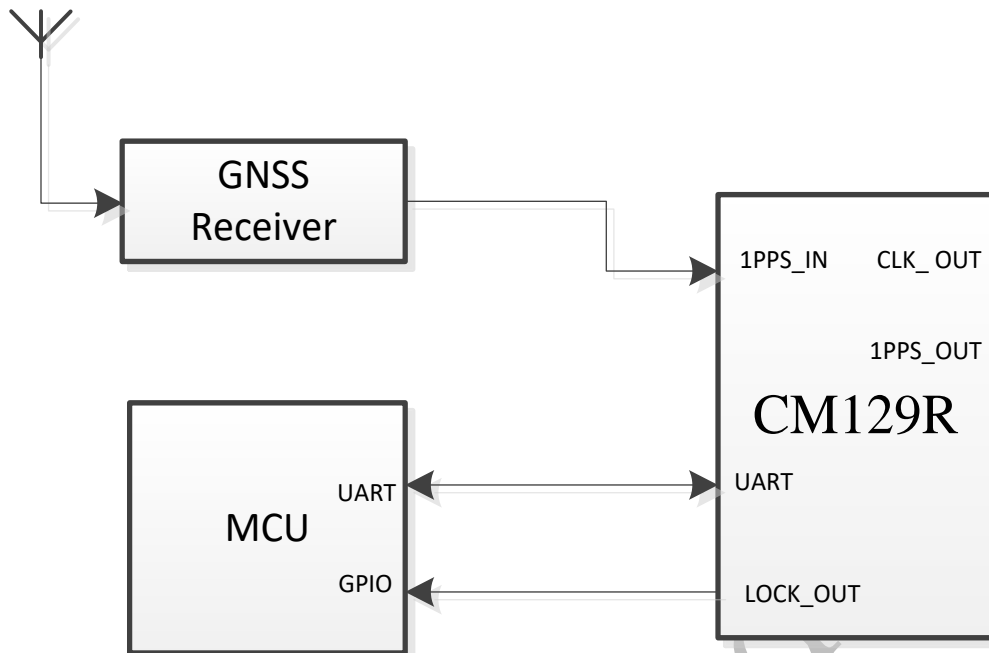 GNSS
Receiver
1PPS_IN
CLK_ OUT
1PPS_OUT
CM129R
UART
UART
MCU
GPIO
LOCK_OUT